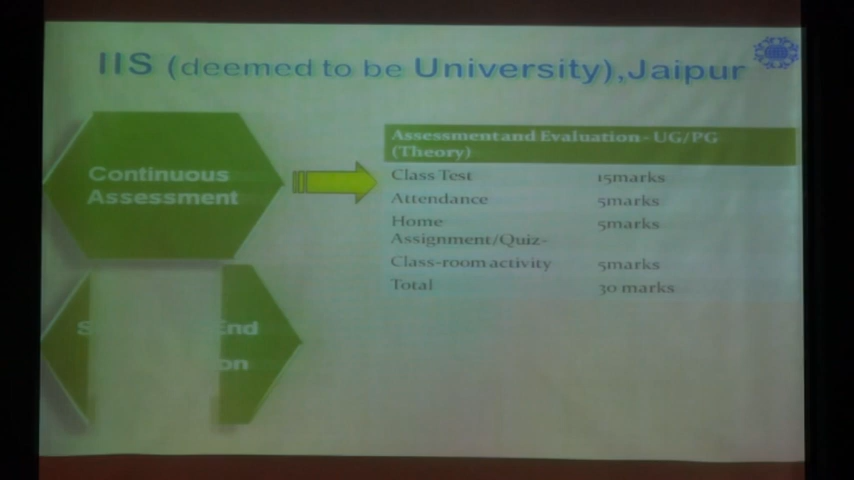 IIS (deemed to be University),Jaipur
Continuous
Assessment
Assessment and Evaluation - UG/PG
(Theory)
Class Test 15marks
Attendance 5marks
Home 5marks
Assignment/Quiz-
Class-room activity 5marks
Total 30 marks
End